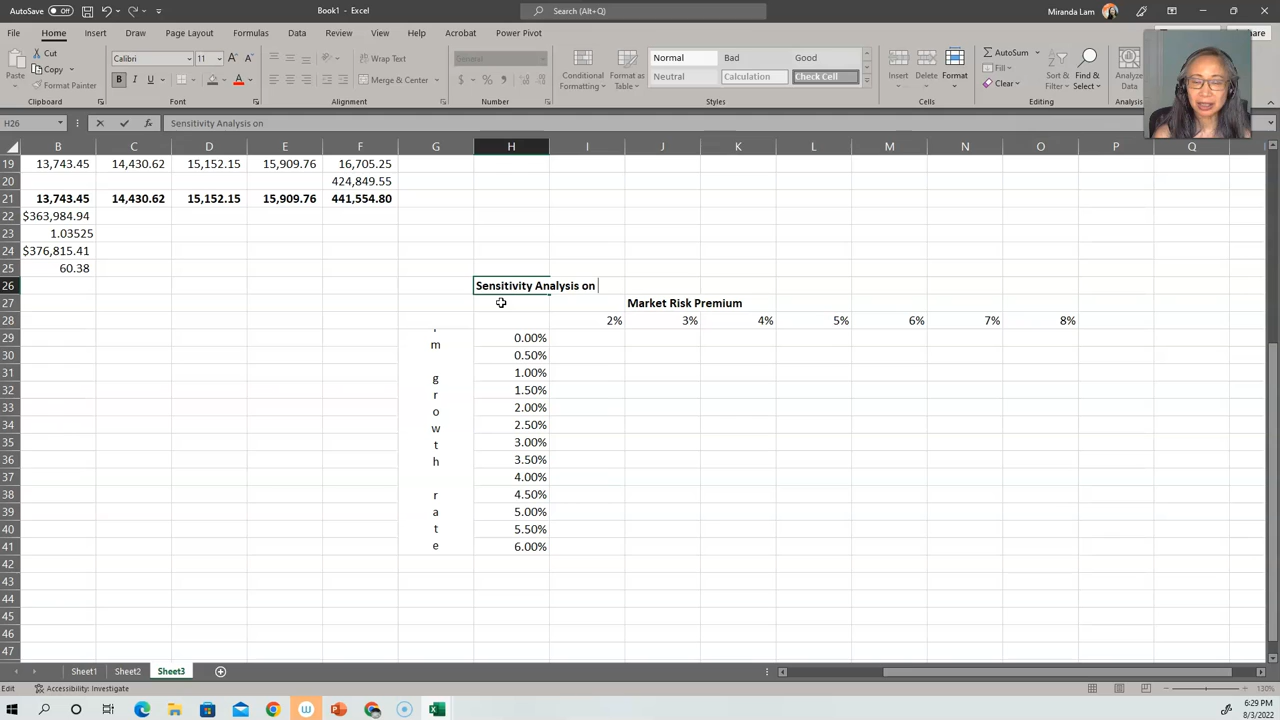 AutoSave Off Book1 - Excel Search (Alt+Q) Miranda Lam
File Home Insert Draw Page Layout Formulas Data Review View Help Acrobat Power Pivot
Cut
Copy
Format Painter
Paste
Clipboard
Calibri 11
B I U
Font
Wrap Text
Merge & Center
Alignment
General
$ % 9
Number
Conditional Formatting
Format as Table
Normal Bad Good
Neutral Calculation Check Cell
Styles
Insert Delete Format
Cells
AutoSum
Fill
Clear
Sort & Filter
Find & Select
Editing
Analyze Data
Analysis
H26 fx Sensitivity Analysis on
B C D E F G H I J K L M N O P Q
19 13,743.45 14,430.62 15,152.15 15,909.76 16,705.25
20 424,849.55
21 13,743.45 14,430.62 15,152.15 15,909.76 441,554.80
22 $363,984.94
23 1.03525
24 $376,815.41
25 60.38
26 Sensitivity Analysis on
27 Market Risk Premium
28 2% 3% 4% 5% 6% 7% 8%
29 0.00%
30 m 0.50%
31 g 1.00%
32 r 1.50%
33 o 2.00%
34 w 2.50%
35 t 3.00%
36 h 3.50%
37 4.00%
38 r 4.50%
39 a 5.00%
40 t 5.50%
41 e 6.00%
42
43
44
45
46
47
Sheet1 Sheet2 Sheet3
Edit Accessibility: Investigate 130%
6:29 PM
8/3/2022